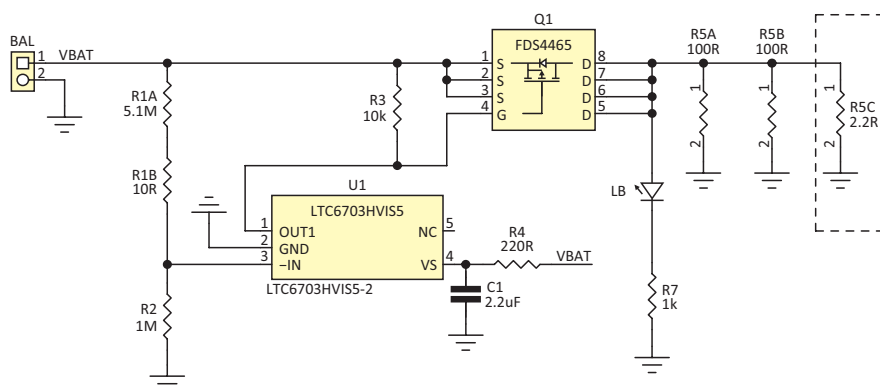 BAL
VBAT
1
2
R1A
5.1M
R1B
10R
R2
1M
R3
10k
Q1
FDS4465
1 S D 8
2 S D 7
3 S D 6
4 G D 5
R5A
100R
1
2
R5B
100R
1
2
R5C
2.2R
1
2
U1
LTC6703HVIS5
1 OUT1 NC 5
2 GND
3 −IN VS 4
LTC6703HVIS5-2
R4
220R
VBAT
C1
2.2uF
LB
R7
1k